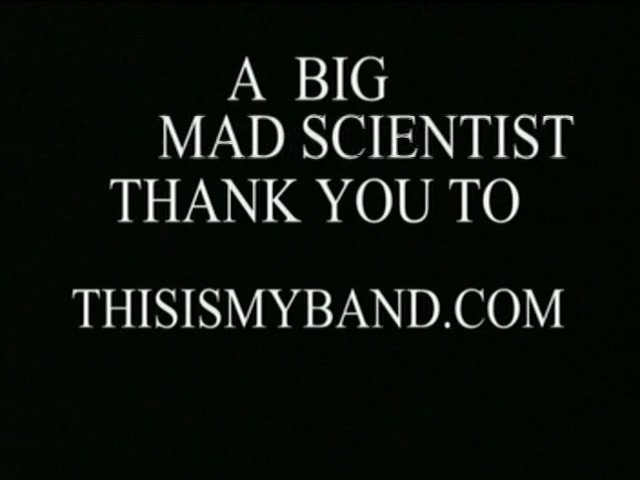 A BIG
MAD SCIENTIST
THANK YOU TO
THISISMYBAND.COM